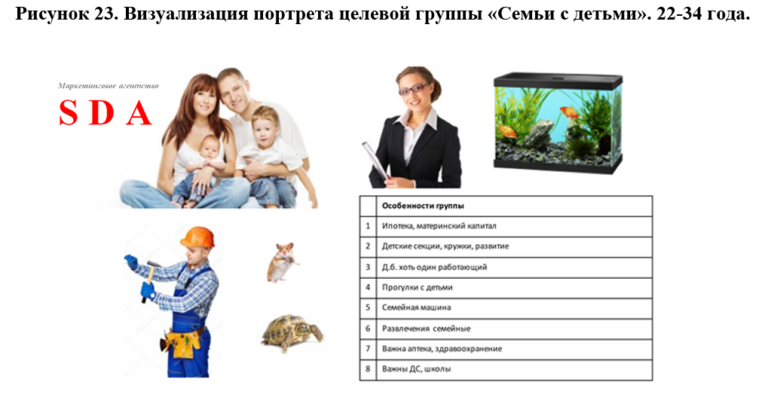 Рисунок 23. Визуализация портрета целевой группы «Семьи с детьми». 22-34 года.
Маркетинговое агентство
SDA
Особенности группы
1 Ипотека, материнский капитал
2 Детские секции, кружки, развитие
3 Д.б. хоть один работающий
4 Прогулки с детьми
5 Семейная машина
6 Развлечения семейные
7 Важна аптека, здравоохранение
8 Важны ДС, школы